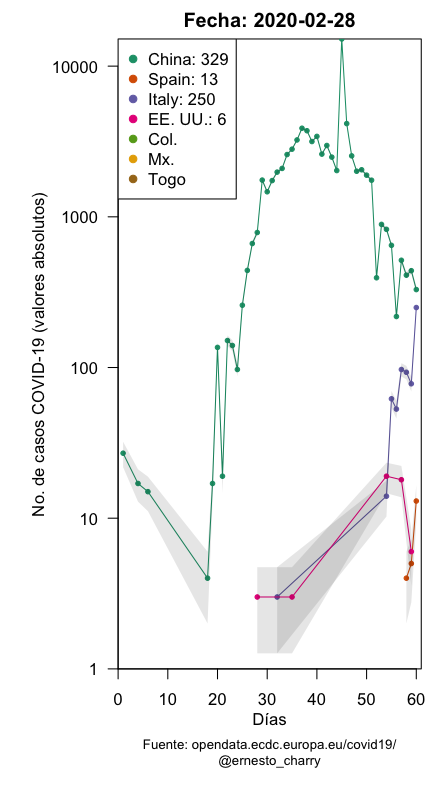 Fecha: 2020-02-28
China: 329
Spain: 13
Italy: 250
EE. UU.: 6
Col.
Mx.
Togo
No. de casos COVID-19 (valores absolutos)
10000
1000
100
10
1
0 10 20 30 40 50 60
Días
Fuente: opendata.ecdc.europa.eu/covid19/
@ernesto_charry